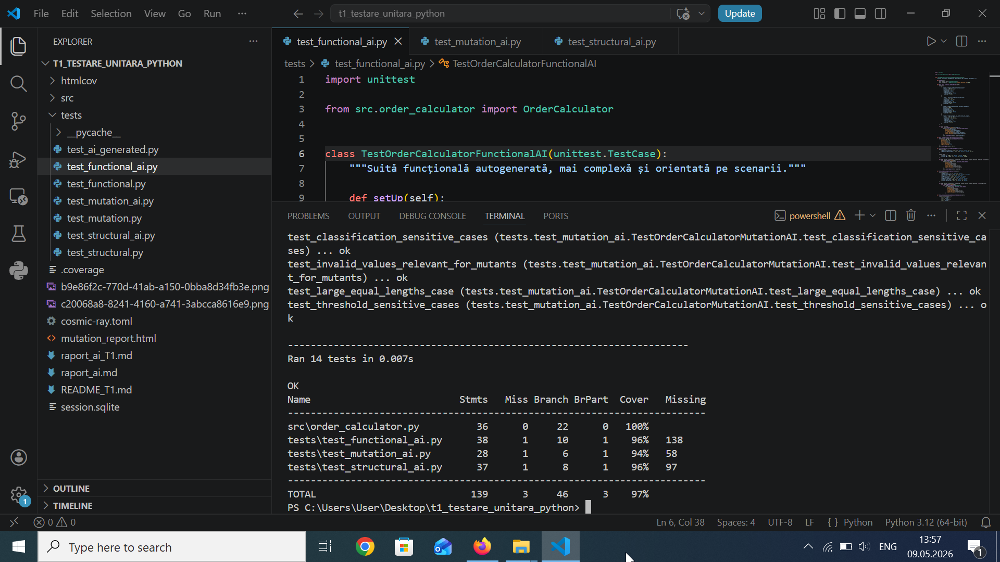 File Edit Selection View Go Run ···
t1_testare_unitara_python
Update
EXPLORER
T1_TESTARE_UNITARA_PYTHON
htmlcov
src
tests
__pycache__
test_ai_generated.py
test_functional_ai.py
test_functional.py
test_mutation_ai.py
test_mutation.py
test_structural_ai.py
test_structural.py
.coverage
b9e86f2c-770d-41ab-a150-0bba8d34fb3e.png
c20068a8-8241-4160-a741-3abcca8616e9.png
cosmic-ray.toml
mutation_report.html
raport_ai_T1.md
raport_ai.md
README_T1.md
session.sqlite
OUTLINE
TIMELINE
1
test_functional_ai.py test_mutation_ai.py test_structural_ai.py
tests > test_functional_ai.py > TestOrderCalculatorFunctionalAI
1 import unittest
2
3 from src.order_calculator import OrderCalculator
4
5
6 class TestOrderCalculatorFunctionalAI(unittest.TestCase):
7 """Suită funcțională autogenerată, mai complexă și orientată pe scenarii."""
8
9 def setUp(self):
PROBLEMS OUTPUT DEBUG CONSOLE TERMINAL PORTS
powershell
test_classification_sensitive_cases (tests.test_mutation_ai.TestOrderCalculatorMutationAI.test_classification_sensitive_ca
ses) ... ok
test_invalid_values_relevant_for_mutants (tests.test_mutation_ai.TestOrderCalculatorMutationAI.test_invalid_values_relevan
t_for_mutants) ... ok
test_large_equal_lengths_case (tests.test_mutation_ai.TestOrderCalculatorMutationAI.test_large_equal_lengths_case) ... ok
test_threshold_sensitive_cases (tests.test_mutation_ai.TestOrderCalculatorMutationAI.test_threshold_sensitive_cases) ... o
k
----------------------------------------------------------------------
Ran 14 tests in 0.007s
OK
Name Stmts Miss Branch BrPart Cover Missing
-------------------------------------------------------------------------
src\order_calculator.py 36 0 22 0 100%
tests\test_functional_ai.py 38 1 10 1 96% 138
tests\test_mutation_ai.py 28 1 6 1 94% 58
tests\test_structural_ai.py 37 1 8 1 96% 97
-------------------------------------------------------------------------
TOTAL 139 3 46 3 97%
PS C:\Users\User\Desktop\t1_testare_unitara_python>
0 0
Ln 6, Col 38 Spaces: 4 UTF-8 LF { } Python Python 3.12 (64-bit)
Type here to search
ENG
13:57
09.05.2026
1